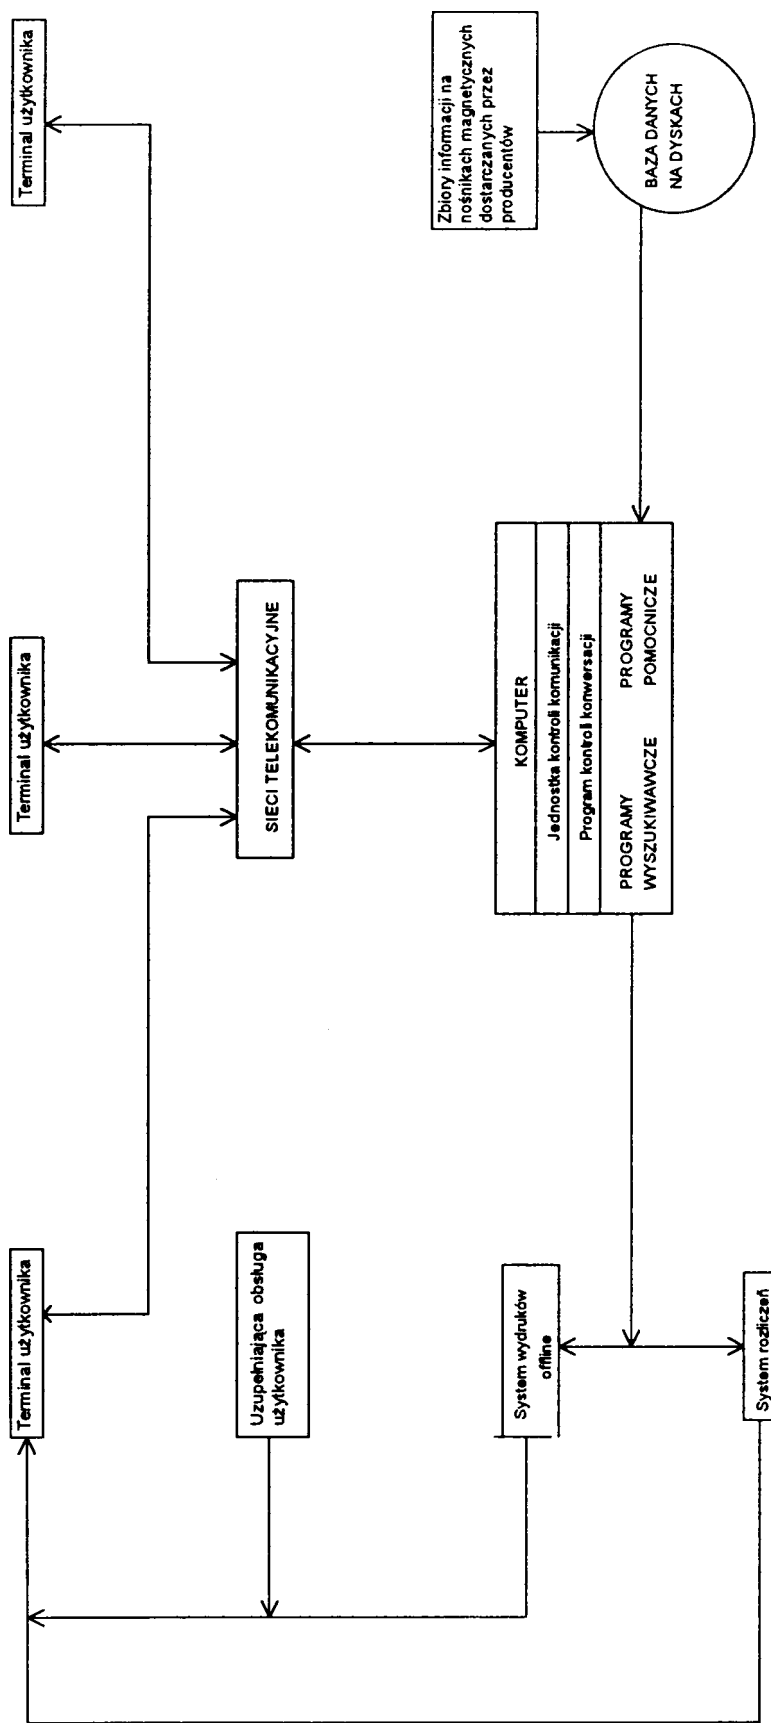 Terminal użytkownika
Terminal użytkownika
Terminal użytkownika
Uzupełniająca obsługa
użytkownika
SIECI TELEKOMUNIKACYJNE
Zbiory informacji na
nośnikach magnetycznych
dostarczanych przez
producentów
System wydruków
offline
KOMPUTER
Jednostka kontroli komunikacji
Program kontroli konwersacji
PROGRAMY
WYSZUKIWAWCZE
PROGRAMY
POMOCNICZE
BAZA DANYCH
NA DYSKACH
System rozliczeń